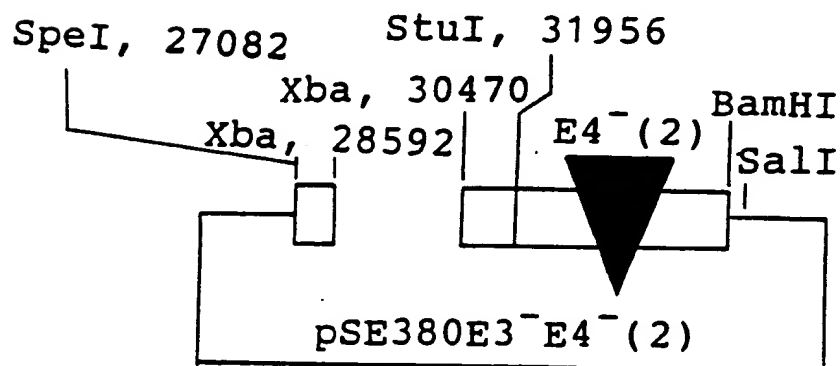 SpeI, 27082
StuI, 31956
Xba, 30470
BamHI
Xba, 28592
E4⁻(2)
SalI
pSE380E3⁻E4⁻(2)